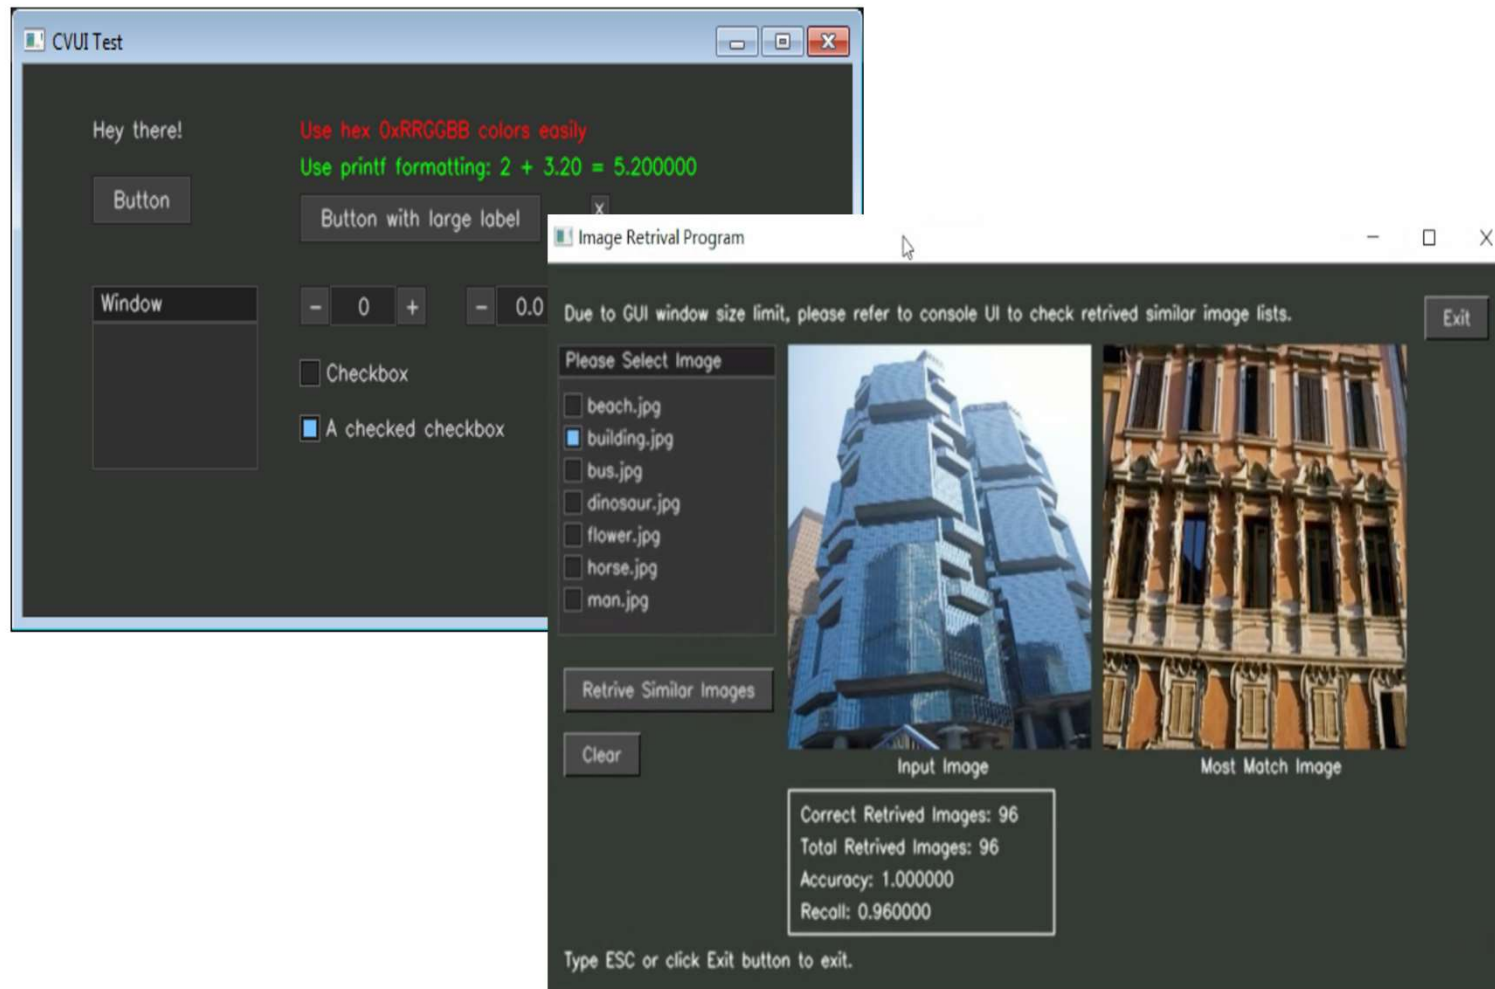 CVUI Test
Hey there!
Use hex 0xRRGGBB colors easily
Use printf formatting: 2 + 3.20 = 5.200000
Button
Button with large label
X
Window
- 0 +
- 0.0
Checkbox
A checked checkbox
Image Retrival Program
Due to GUI window size limit, please refer to console UI to check retrived similar image lists.
Exit
Please Select Image
beach.jpg
building.jpg
bus.jpg
dinosaur.jpg
flower.jpg
horse.jpg
man.jpg
Retrive Similar Images
Clear
Input Image
Most Match Image
Correct Retrived Images: 96
Total Retrived Images: 96
Accuracy: 1.000000
Recall: 0.960000
Type ESC or click Exit button to exit.